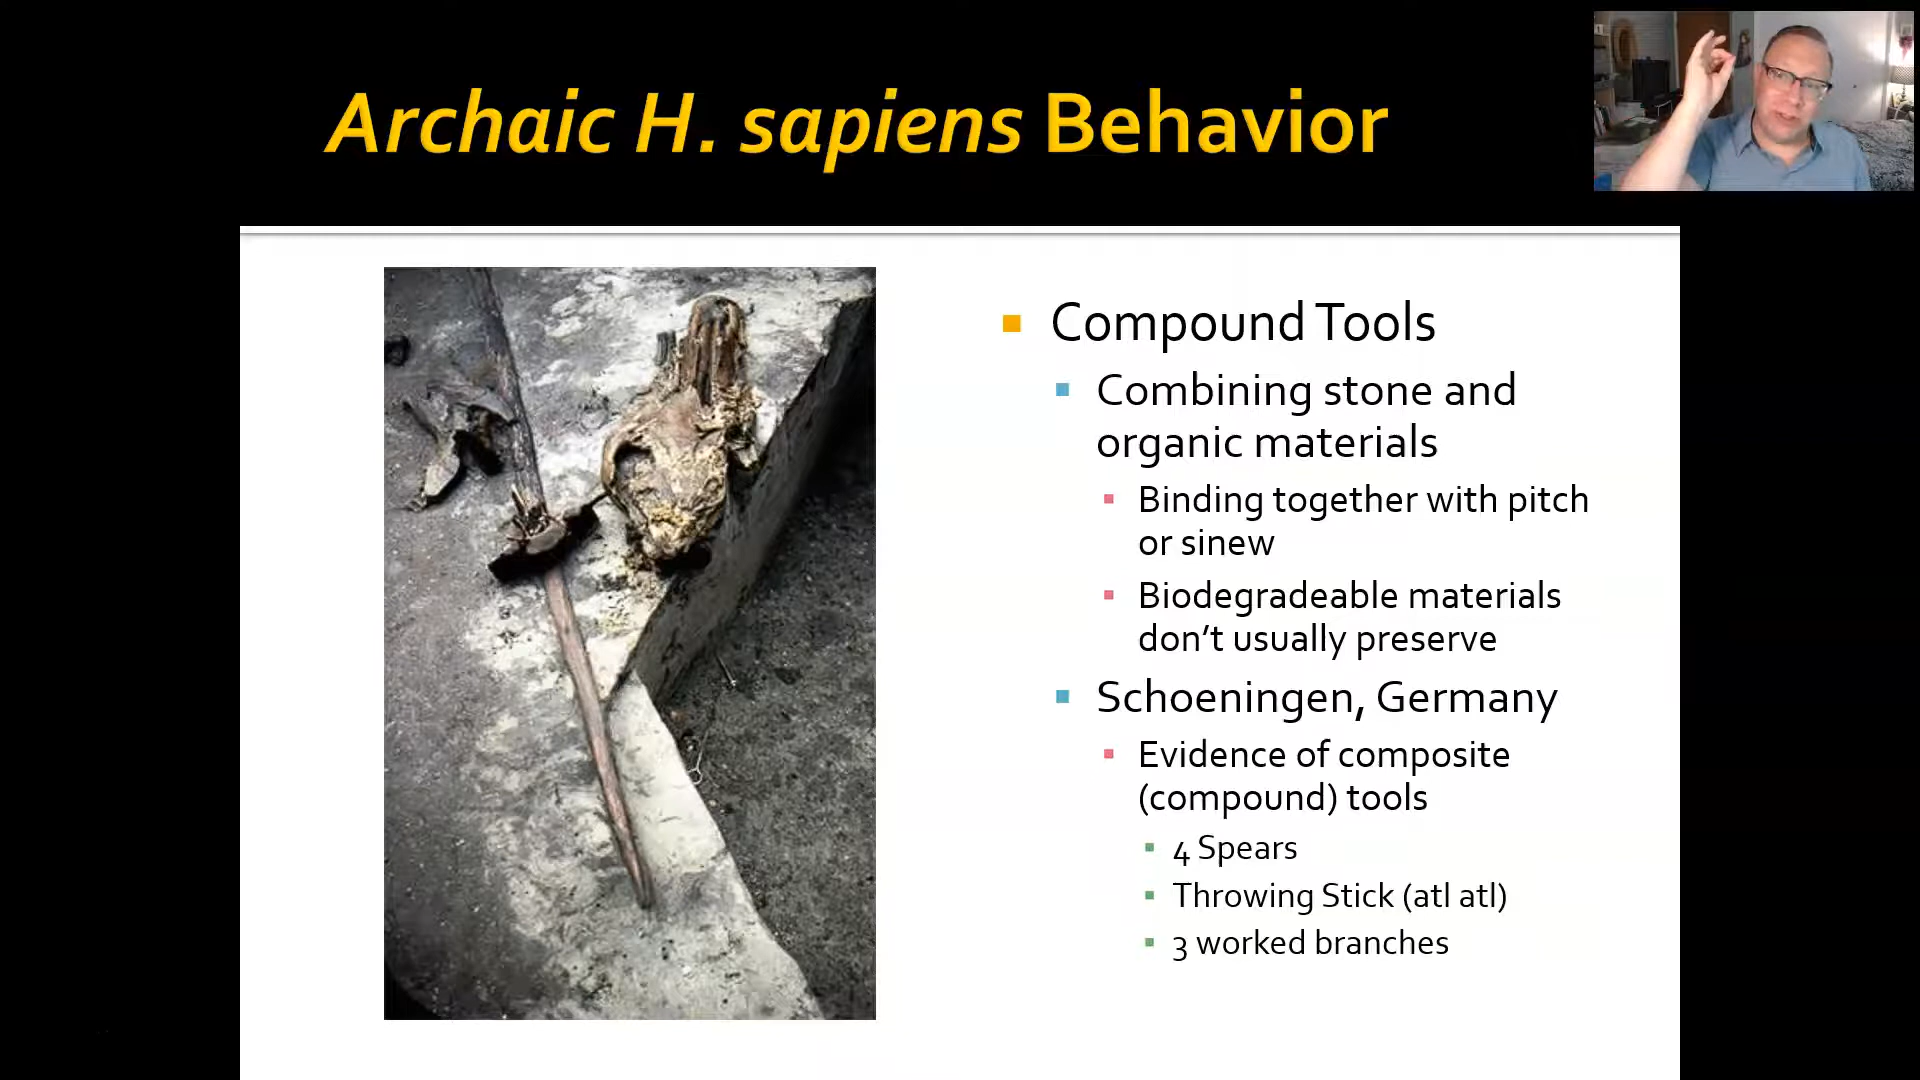 Archaic H. sapiens Behavior
Compound Tools
Combining stone and
organic materials
Binding together with pitch
or sinew
Biodegradeable materials
don't usually preserve
Schoeningen, Germany
Evidence of composite
(compound) tools
4 Spears
Throwing Stick (atl atl)
3 worked branches